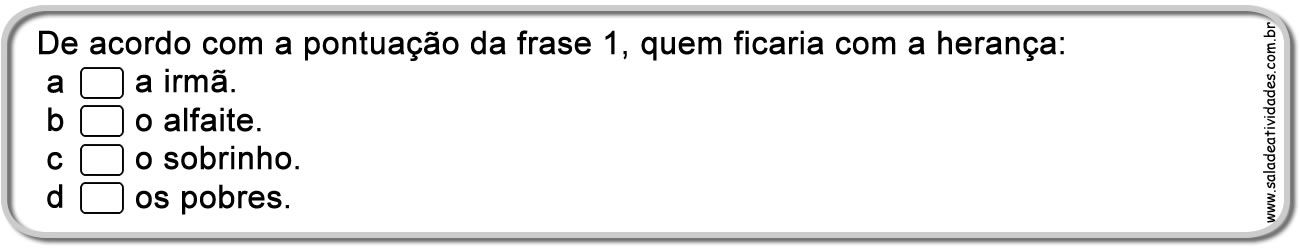 De acordo com a pontuação da frase 1, quem ficaria com a herança:
a a irmã.
b o alfaite.
c o sobrinho.
d os pobres.
www.saladeatividades.com.br